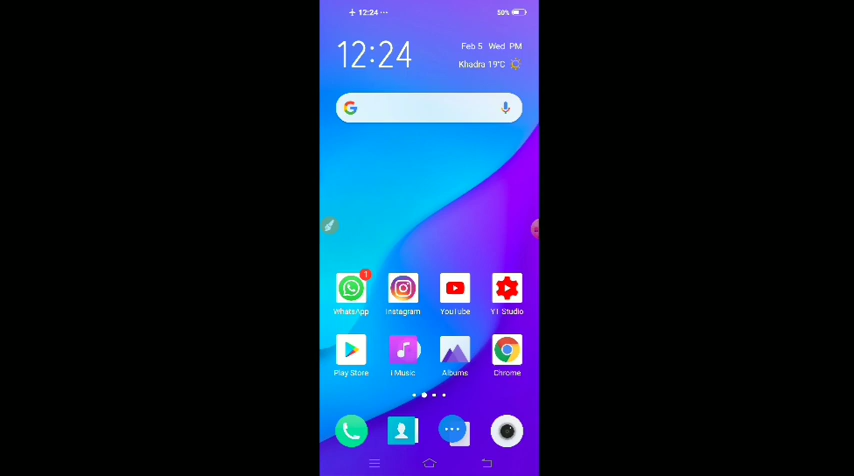 12:24 ...
50%
12:24
Feb 5 Wed PM
Khadra 19°C
WhatsApp 1
Instagram
YouTube
YT Studio
Play Store
i Music
Albums
Chrome